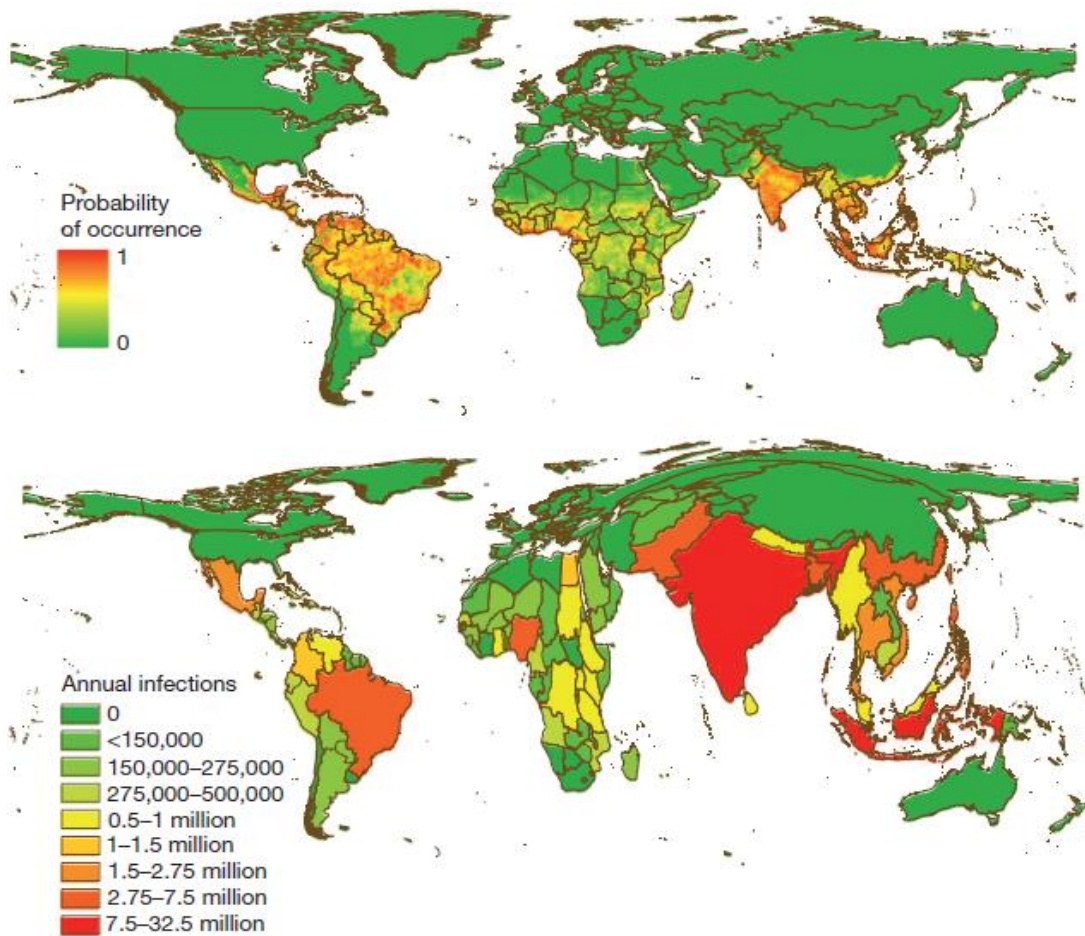 Probability
of occurrence
1
0
Annual infections
0
<150,000
150,000–275,000
275,000–500,000
0.5–1 million
1–1.5 million
1.5–2.75 million
2.75–7.5 million
7.5–32.5 million